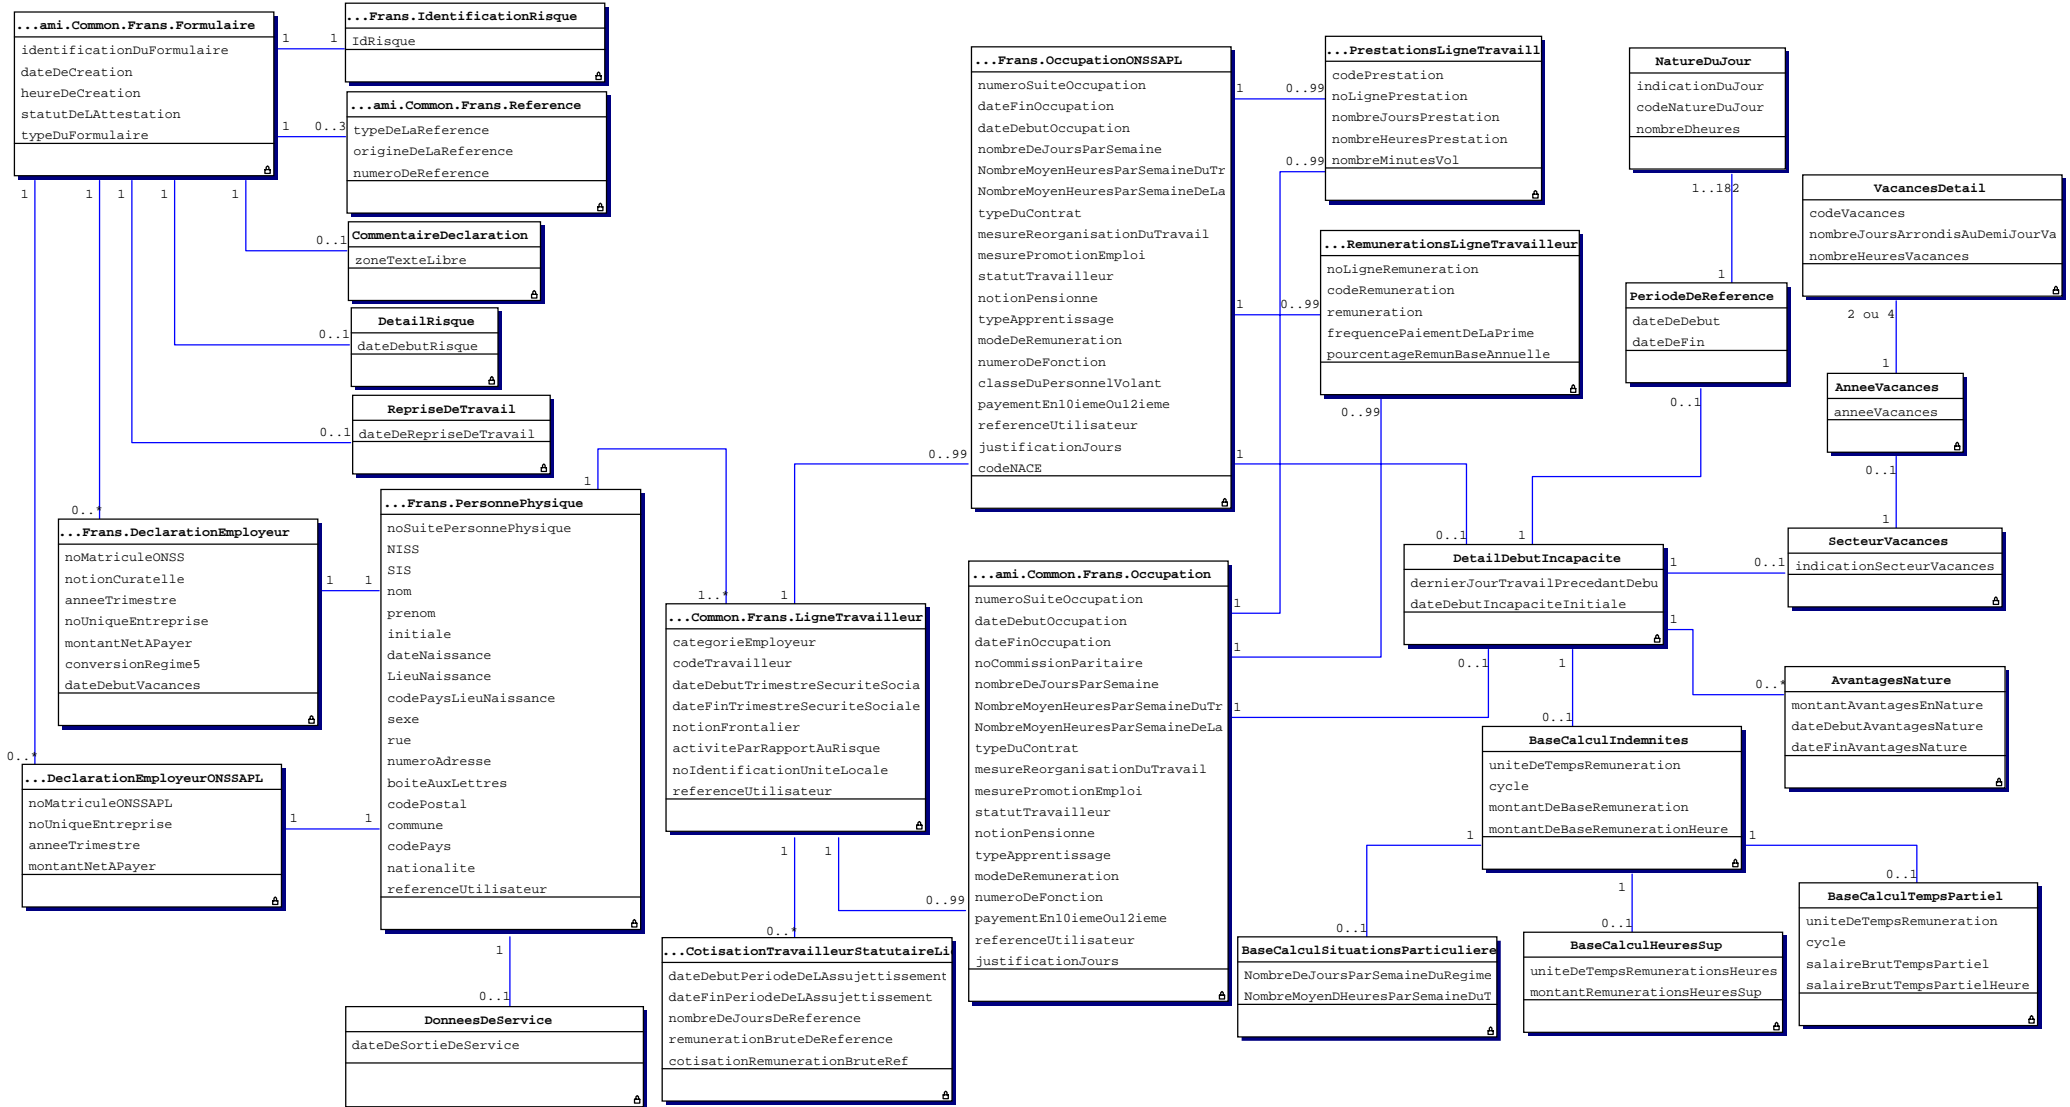 ...ami.Common.Frans.Formulaire
identificationDuFormulaire
dateDeCreation
heureDeCreation
statutDeLAttestation
typeDuFormulaire
1
1
...Frans.IdentificationRisque
IdRisque
1
0..3
...ami.Common.Frans.Reference
typeDeLaReference
origineDeLaReference
numeroDeReference
1
1
1
1
1
0..1
CommentaireDeclaration
zoneTexteLibre
0..1
DetailRisque
dateDebutRisque
0..1
RepriseDeTravail
dateDeRepriseDeTravail
0..*
...Frans.DeclarationEmployeur
noMatriculeONSS
notionCuratelle
anneeTrimestre
noUniqueEntreprise
montantNetAPayer
conversionRegime5
dateDebutVacances
1
1
0..*
...DeclarationEmployeurONSSAPL
noMatriculeONSSAPL
noUniqueEntreprise
anneeTrimestre
montantNetAPayer
1
1
1
...Frans.PersonnePhysique
noSuitePersonnePhysique
NISS
SIS
nom
prenom
initiale
dateNaissance
LieuNaissance
codePaysLieuNaissance
sexe
rue
numeroAdresse
boiteAuxLettres
codePostal
commune
codePays
nationalite
referenceUtilisateur
1
0..1
DonneesDeService
dateDeSortieDeService
1..*
1
...Common.Frans.LigneTravailleur
categorieEmployeur
codeTravailleur
dateDebutTrimestreSecuriteSocia
dateFinTrimestreSecuriteSociale
notionFrontalier
activiteParRapportAuRisque
noIdentificationUniteLocale
referenceUtilisateur
1
1
0..*
...CotisationTravailleurStatutaireLi
dateDebutPeriodeDeLAssujettissement
dateFinPeriodeDeLAssujettissement
nombreDeJoursDeReference
remunerationBruteDeReference
cotisationRemunerationBruteRef
0..99
...Frans.OccupationONSSAPL
numeroSuiteOccupation
dateFinOccupation
dateDebutOccupation
nombreDeJoursParSemaine
NombreMoyenHeuresParSemaineDuTr
NombreMoyenHeuresParSemaineDeLa
typeDuContrat
mesureReorganisationDuTravail
mesurePromotionEmploi
statutTravailleur
notionPensionne
typeApprentissage
modeDeRemuneration
numeroDeFonction
classeDuPersonnelVolant
payementEn10iemeOu12ieme
referenceUtilisateur
justificationJours
codeNACE
1
1
1
0..99
...ami.Common.Frans.Occupation
numeroSuiteOccupation
dateDebutOccupation
dateFinOccupation
noCommissionParitaire
nombreDeJoursParSemaine
NombreMoyenHeuresParSemaineDuTr
NombreMoyenHeuresParSemaineDeLa
typeDuContrat
mesureReorganisationDuTravail
mesurePromotionEmploi
statutTravailleur
notionPensionne
typeApprentissage
modeDeRemuneration
numeroDeFonction
payementEn10iemeOu12ieme
referenceUtilisateur
justificationJours
1
1
1
0..99
0..99
...PrestationsLigneTravaill
codePrestation
noLignePrestation
nombreJoursPrestation
nombreHeuresPrestation
nombreMinutesVol
0..99
...RemunerationsLigneTravailleur
noLigneRemuneration
codeRemuneration
remuneration
frequencePaiementDeLaPrime
pourcentageRemunBaseAnnuelle
0..99
NatureDuJour
indicationDuJour
codeNatureDuJour
nombreDheures
1..182
1
PeriodeDeReference
dateDeDebut
dateDeFin
0..1
VacancesDetail
codeVacances
nombreJoursArrondisAuDemiJourVa
nombreHeuresVacances
2 ou 4
1
AnneeVacances
anneeVacances
0..1
1
SecteurVacances
indicationSecteurVacances
0..1
0..1
1
DetailDebutIncapacite
dernierJourTravailPrecedantDebu
dateDebutIncapaciteInitiale
1
1
0..1
1
0..*
AvantagesNature
montantAvantagesEnNature
dateDebutAvantagesNature
dateFinAvantagesNature
0..1
BaseCalculIndemnites
uniteDeTempsRemuneration
cycle
montantDeBaseRemuneration
montantDeBaseRemunerationHeure
1
1
1
0..1
BaseCalculSituationsParticuliere
NombreDeJoursParSemaineDuRegime
NombreMoyenDHeuresParSemaineDuT
0..1
BaseCalculHeuresSup
uniteDeTempsRemunerationsHeures
montantRemunerationsHeuresSup
0..1
BaseCalculTempsPartiel
uniteDeTempsRemuneration
cycle
salaireBrutTempsPartiel
salaireBrutTempsPartielHeure